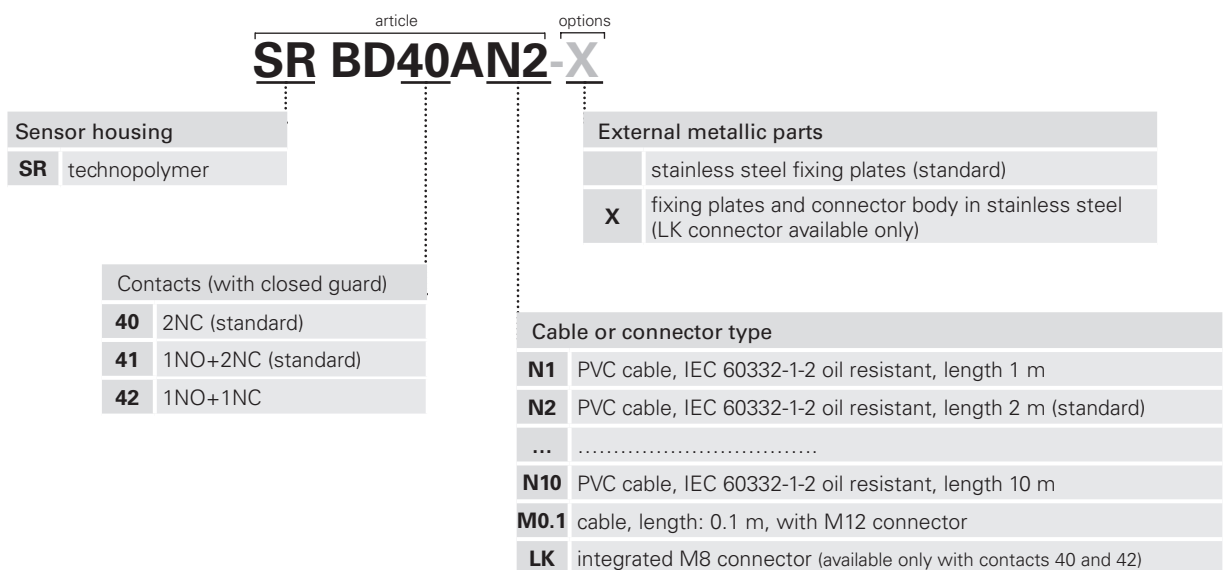 article options
SR BD40AN2-X
Sensor housing
SR technopolymer
External metallic parts
stainless steel fixing plates (standard)
X fixing plates and connector body in stainless steel
(LK connector available only)
Contacts (with closed guard)
40 2NC (standard)
41 1NO+2NC (standard)
42 1NO+1NC
Cable or connector type
N1 PVC cable, IEC 60332-1-2 oil resistant, length 1 m
N2 PVC cable, IEC 60332-1-2 oil resistant, length 2 m (standard)
... .................................
N10 PVC cable, IEC 60332-1-2 oil resistant, length 10 m
M0.1 cable, length: 0.1 m, with M12 connector
LK integrated M8 connector (available only with contacts 40 and 42)